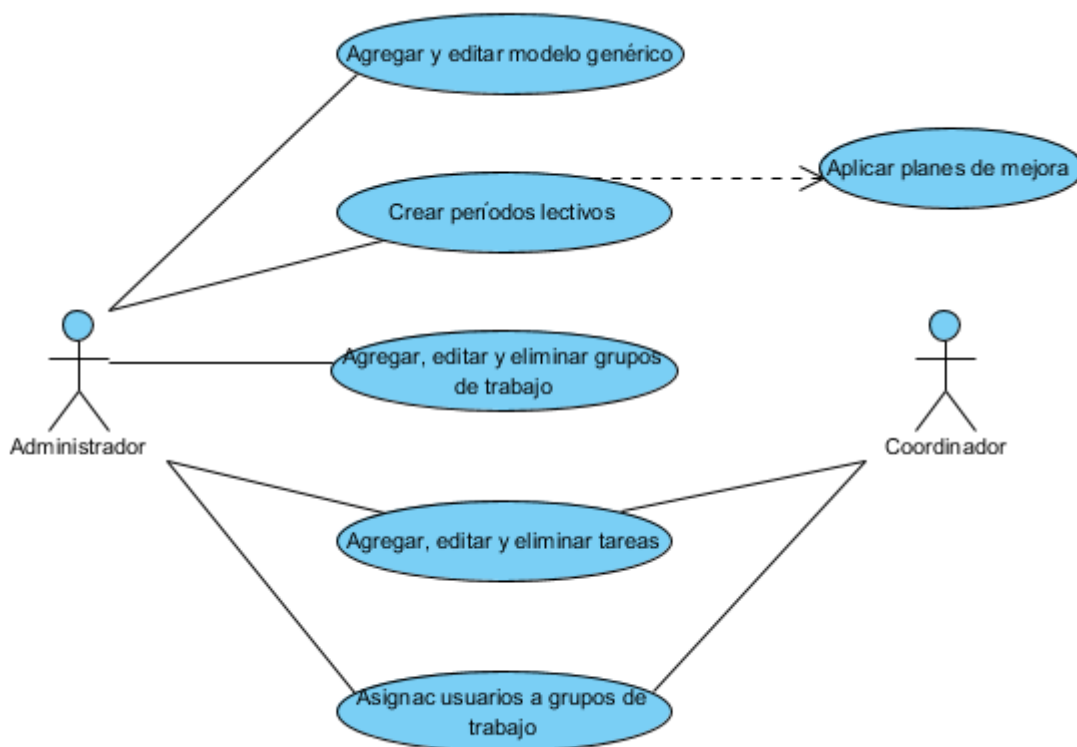 Agregar y editar modelo genérico
Aplicar planes de mejora
Crear períodos lectivos
Agregar, editar y eliminar grupos
de trabajo
Administrador
Coordinador
Agregar, editar y eliminar tareas
Asignac usuarios a grupos de
trabajo